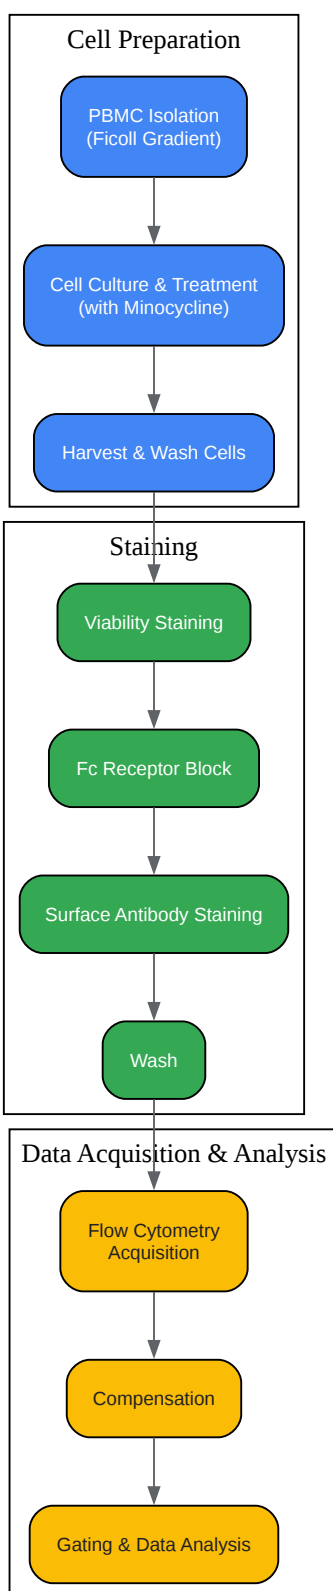 Cell Preparation
PBMC Isolation
(Ficoll Gradient)
Cell Culture & Treatment
(with Minocycline)
Harvest & Wash Cells
Staining
Viability Staining
Fc Receptor Block
Surface Antibody Staining
Wash
Data Acquisition & Analysis
Flow Cytometry
Acquisition
Compensation
Gating & Data Analysis